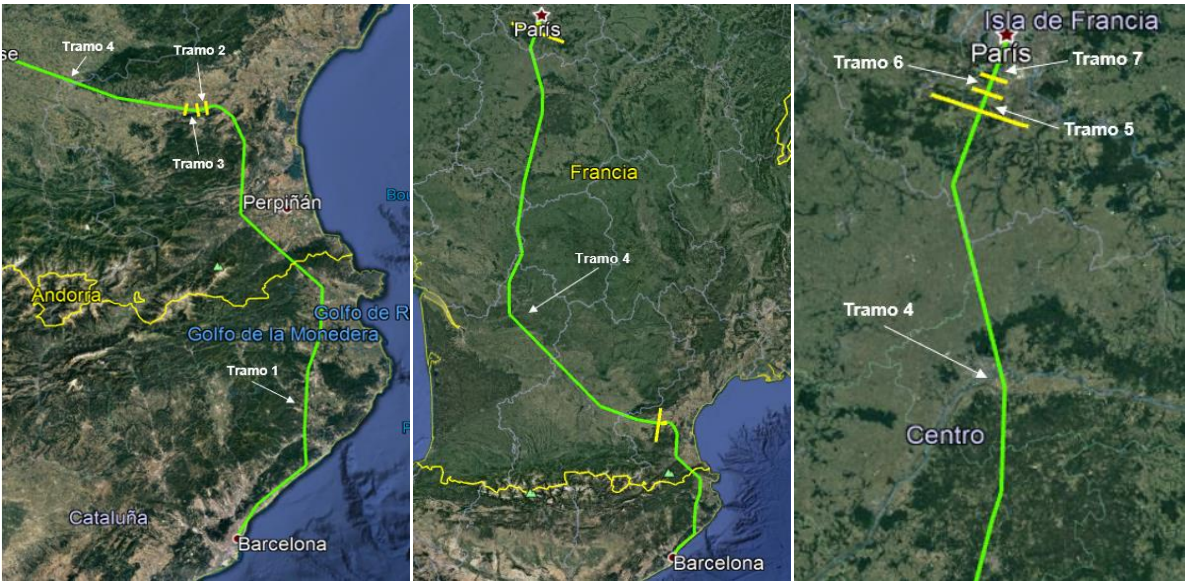 se
Tramo 4
Tramo 2
Tramo 3
Perpiñán
Andorra
Golfo de R
Golfo de la Monedera
Tramo 1
Cataluña
Barcelona
París
Francia
Tramo 4
Barcelona
Isla de Francia
París
Tramo 6
Tramo 7
Tramo 5
Tramo 4
Centro